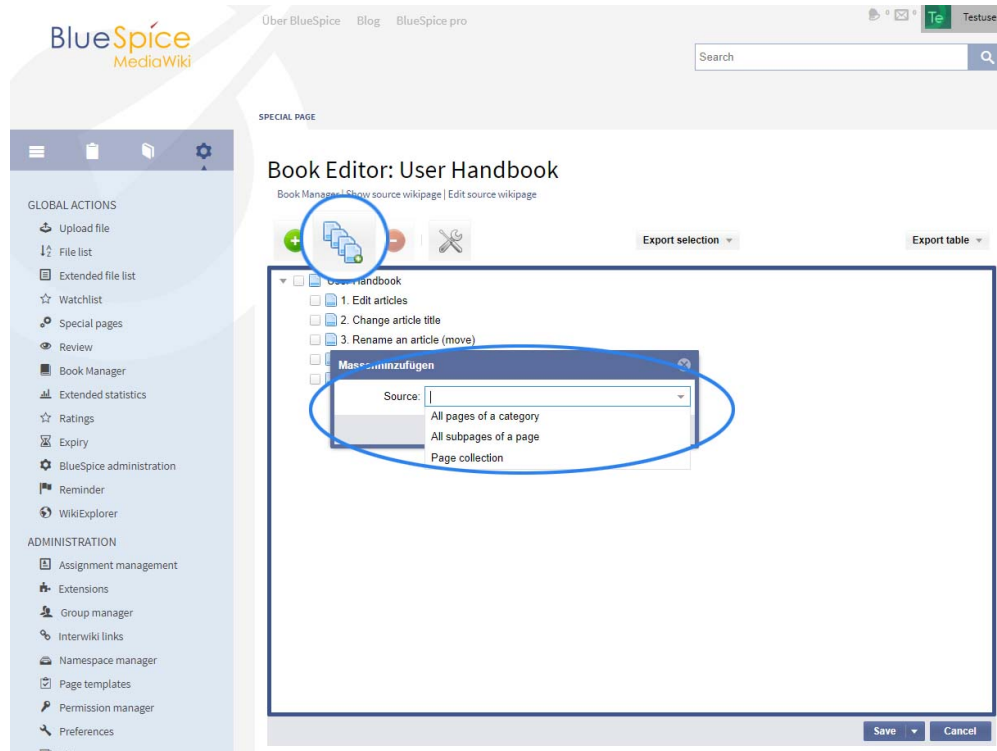 Über BlueSpice Blog BlueSpice pro
0 0 Te Testuse
BlueSpice
MediaWiki
Search
SPECIAL PAGE
Book Editor: User Handbook
Book Manager | Show source wikipage | Edit source wikipage
Export selection
Export table
GLOBAL ACTIONS
Upload file
File list
Extended file list
Watchlist
Special pages
Review
Book Manager
Extended statistics
Ratings
Expiry
BlueSpice administration
Reminder
WikiExplorer
ADMINISTRATION
Assignment management
Extensions
Group manager
Interwiki links
Namespace manager
Page templates
Permission manager
Preferences
User Handbook
1. Edit articles
2. Change article title
3. Rename an article (move)
Massenhinzufügen
Source:
All pages of a category
All subpages of a page
Page collection
Save
Cancel